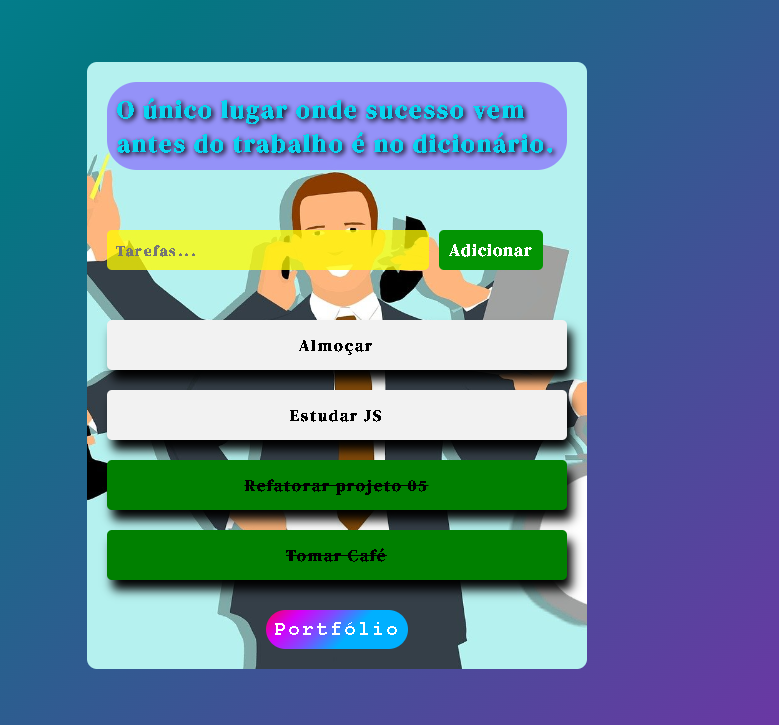 O único lugar onde sucesso vem
antes do trabalho é no dicionário.
Tarefas...
Adicionar
Almoçar
Estudar JS
Refatorar projeto 05
Tomar Café
Portfólio